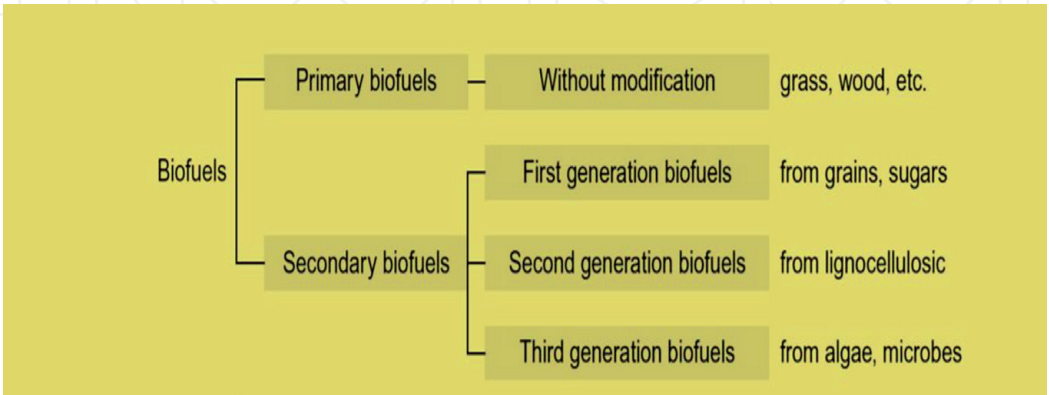 Primary biofuels Without modification grass, wood, etc.
Biofuels First generation biofuels from grains, sugars
Secondary biofuels Second generation biofuels from lignocellulosic
Third generation biofuels from algae, microbes